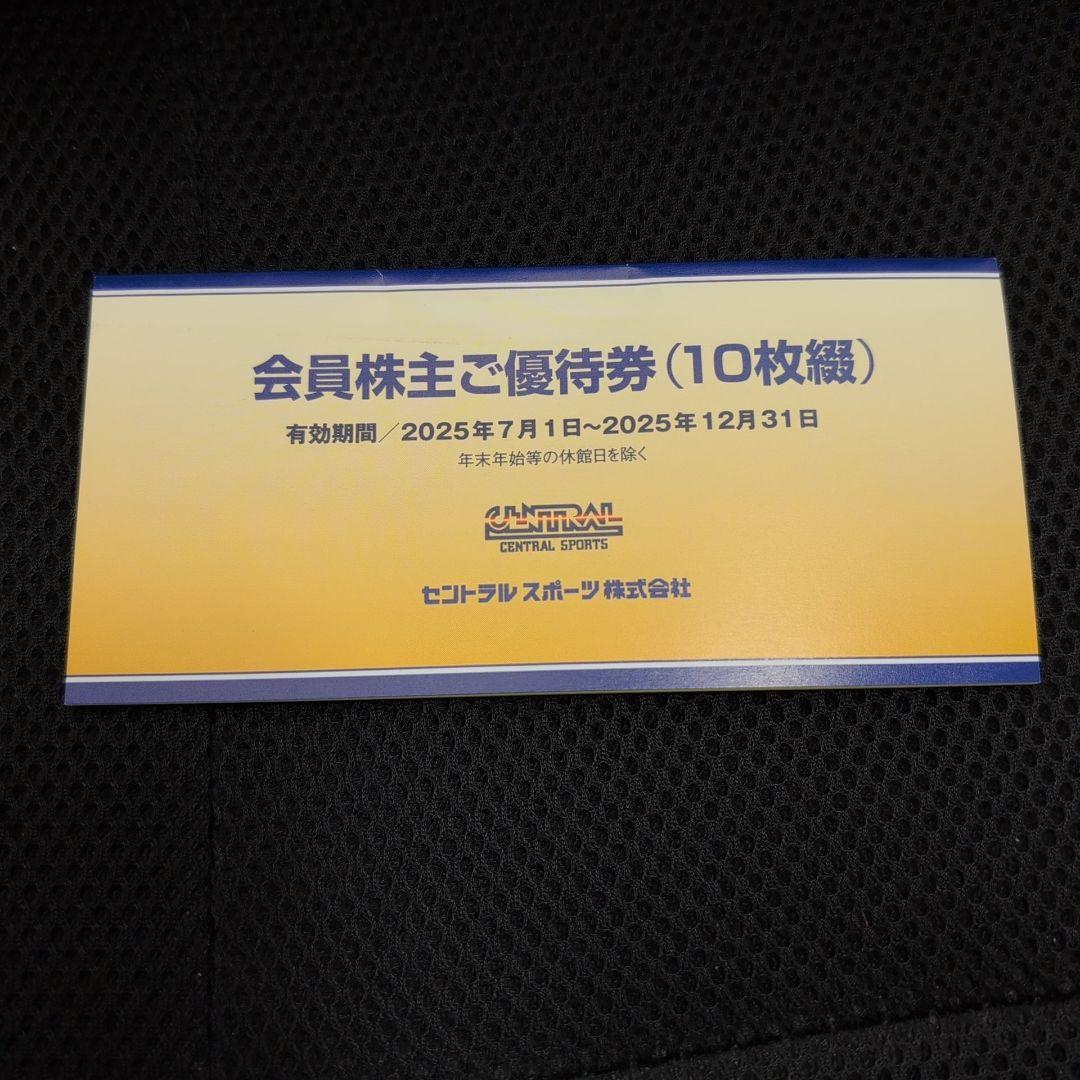 会員株主ご優待券(10枚綴)
有効期間／2025年7月1日～2025年12月31日
年末年始等の休館日を除く
CENTRAL
CENTRAL SPORTS
セントラルスポーツ株式会社